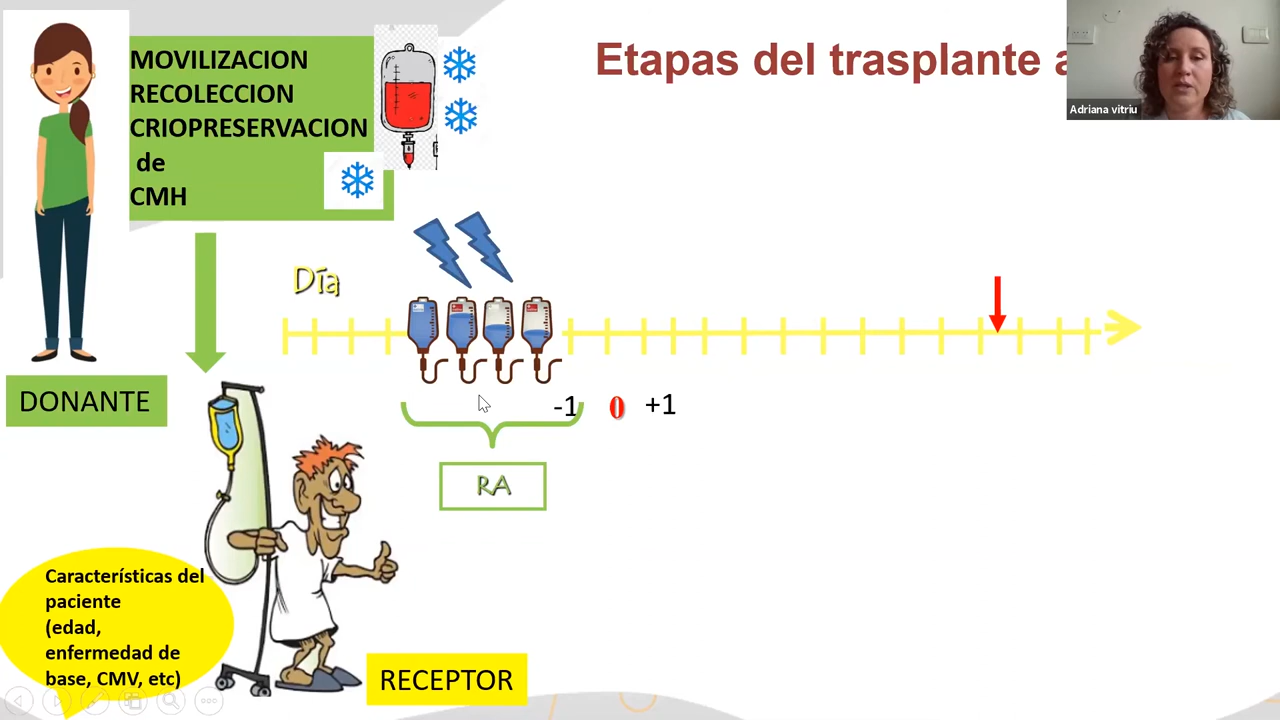 Etapas del trasplante a
Adriana vitriu
MOVILIZACION
RECOLECCION
CRIOPRESERVACION
de
CMH
Día
DONANTE
-1 0 +1
RA
Características del
paciente
(edad,
enfermedad de
base, CMV, etc)
RECEPTOR